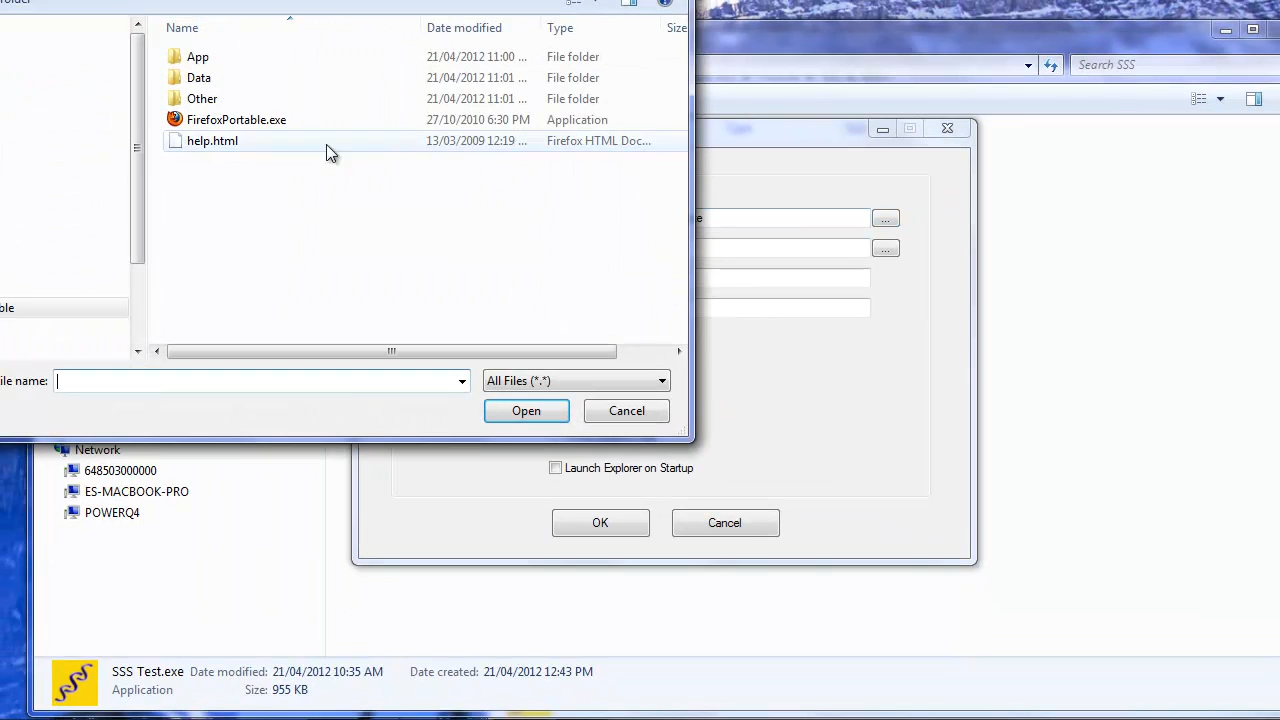 Name Date modified Type Size
App 21/04/2012 11:00 ... File folder
Data 21/04/2012 11:01 ... File folder
Other 21/04/2012 11:01 ... File folder
FirefoxPortable.exe 27/10/2010 6:30 PM Application
help.html 13/03/2009 12:19 ... Firefox HTML Doc...
ble
ile name: All Files (*.*)
Open Cancel
Search SSS
...
...
Launch Explorer on Startup
OK Cancel
Network
648503000000
ES-MACBOOK-PRO
POWERQ4
SSS Test.exe Date modified: 21/04/2012 10:35 AM Date created: 21/04/2012 12:43 PM
Application Size: 955 KB